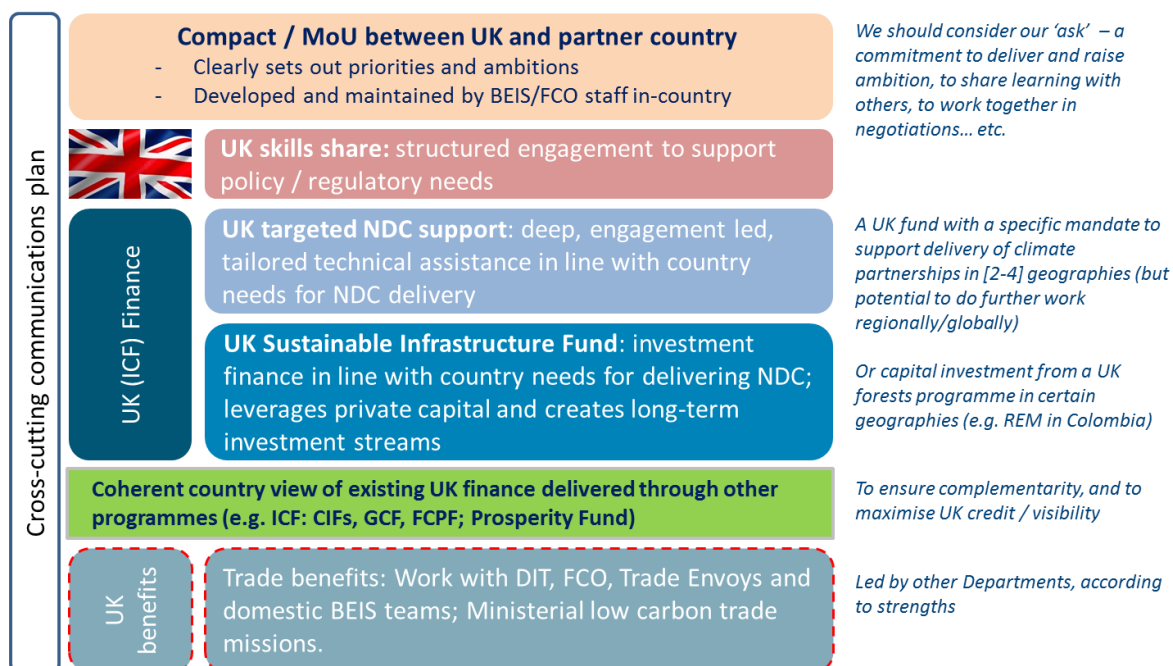 Cross-cutting communications plan
Compact / MoU between UK and partner country
- Clearly sets out priorities and ambitions
- Developed and maintained by BEIS/FCO staff in-country
We should consider our ‘ask’ – a
commitment to deliver and raise
ambition, to share learning with
others, to work together in
negotiations… etc.
UK skills share: structured engagement to support
policy / regulatory needs
UK (ICF) Finance
UK targeted NDC support: deep, engagement led,
tailored technical assistance in line with country
needs for NDC delivery
A UK fund with a specific mandate to
support delivery of climate
partnerships in [2-4] geographies (but
potential to do further work
regionally/globally)
UK Sustainable Infrastructure Fund: investment
finance in line with country needs for delivering NDC;
leverages private capital and creates long-term
investment streams
Or capital investment from a UK
forests programme in certain
geographies (e.g. REM in Colombia)
Coherent country view of existing UK finance delivered through other
programmes (e.g. ICF: CIFs, GCF, FCPF; Prosperity Fund)
To ensure complementarity, and to
maximise UK credit / visibility
UK
benefits
Trade benefits: Work with DIT, FCO, Trade Envoys and
domestic BEIS teams; Ministerial low carbon trade
missions.
Led by other Departments, according
to strengths